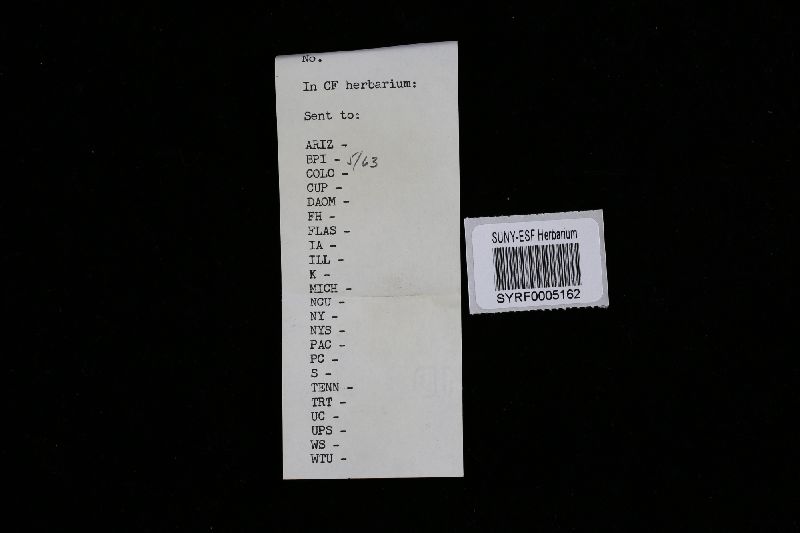 No.
In CF herbarium:
Sent to:
ARIZ -
BPI - 5/63
COLO -
CUP -
DAOM -
FH -
FLAS -
IA -
ILL -
K -
MICH -
NCU -
NY -
NYS -
PAC -
PC -
S -
TENN -
TRT -
UC -
UPS -
WS -
WTU -
SUNY-ESF Herbarium
SYRF0005162